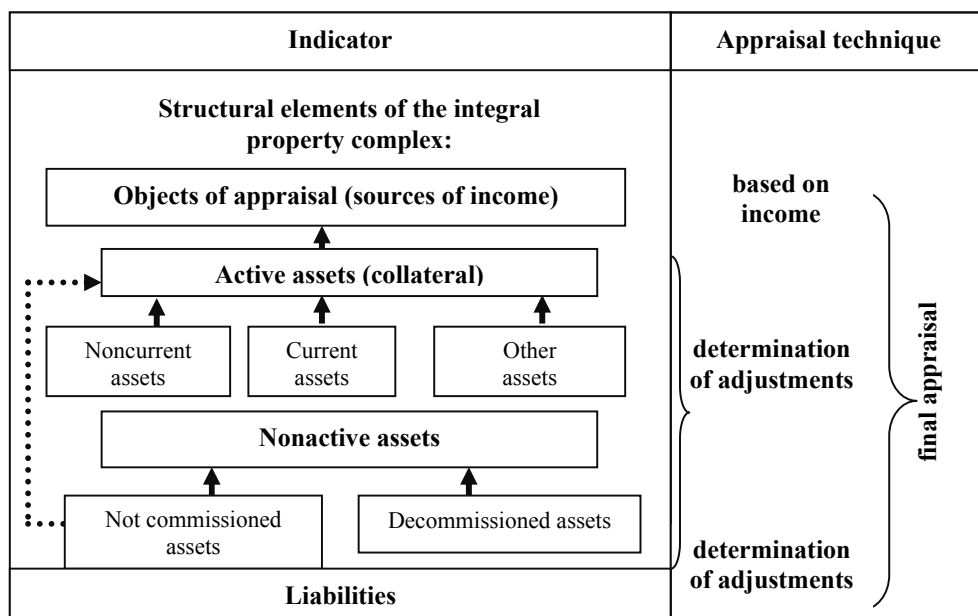 Indicator
Appraisal technique
Structural elements of the integral
property complex:
Objects of appraisal (sources of income)
based on
income
Active assets (collateral)
Noncurrent
assets
Current
assets
Other
assets
determination
of adjustments
Nonactive assets
Not commissioned
assets
Decommissioned assets
determination
of adjustments
final appraisal
Liabilities